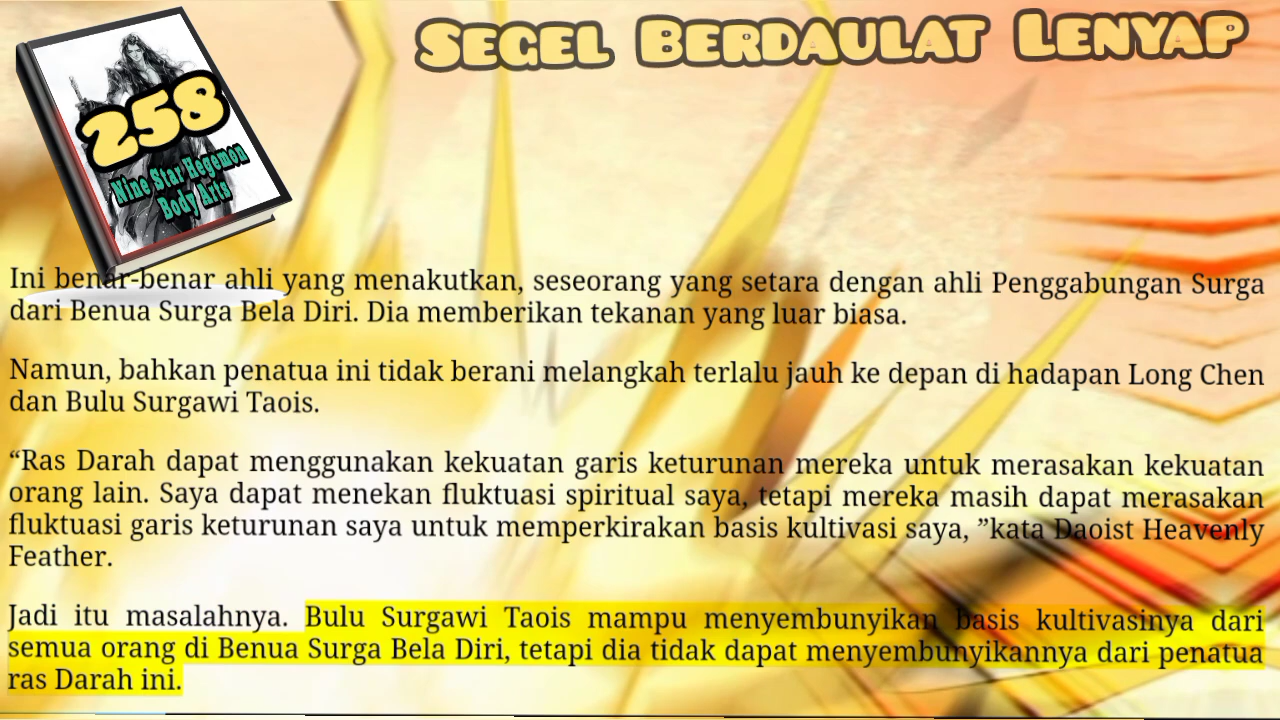 Segel Berdaulat Lenyap
258
Nine Star Hegemon
Body Arts
Ini benar-benar ahli yang menakutkan, seseorang yang setara dengan ahli Penggabungan Surga
dari Benua Surga Bela Diri. Dia memberikan tekanan yang luar biasa.
Namun, bahkan penatua ini tidak berani melangkah terlalu jauh ke depan di hadapan Long Chen
dan Bulu Surgawi Taois.
“Ras Darah dapat menggunakan kekuatan garis keturunan mereka untuk merasakan kekuatan
orang lain. Saya dapat menekan fluktuasi spiritual saya, tetapi mereka masih dapat merasakan
fluktuasi garis keturunan saya untuk memperkirakan basis kultivasi saya, ”kata Daoist Heavenly
Feather.
Jadi itu masalahnya. Bulu Surgawi Taois mampu menyembunyikan basis kultivasinya dari
semua orang di Benua Surga Bela Diri, tetapi dia tidak dapat menyembunyikannya dari penatua
ras Darah ini.